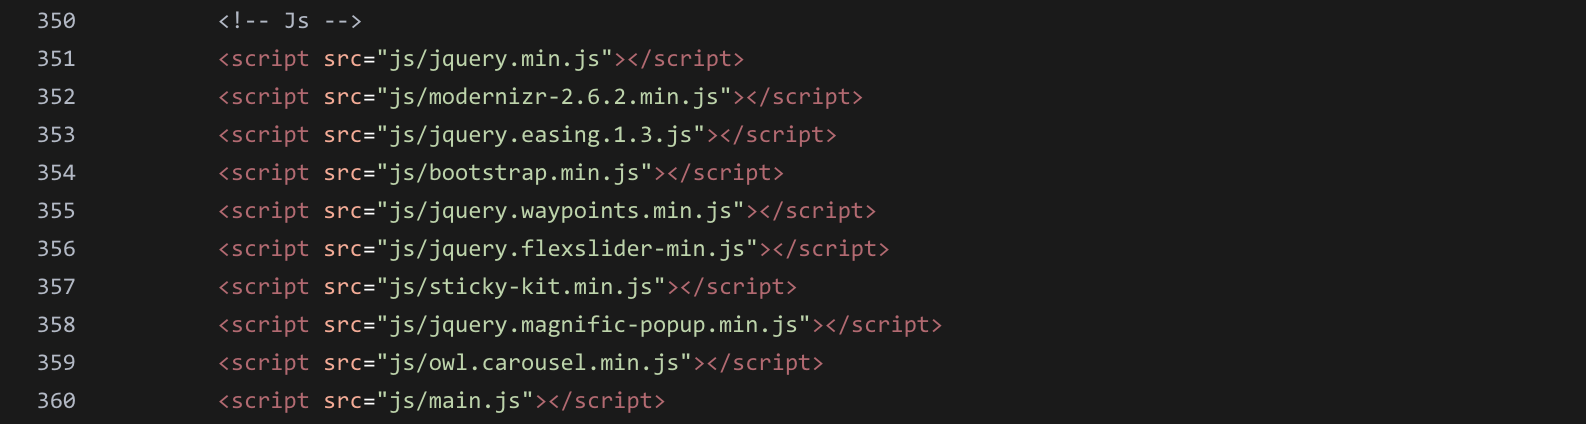 350 <!-- Js -->
351 <script src="js/jquery.min.js"></script>
352 <script src="js/modernizr-2.6.2.min.js"></script>
353 <script src="js/jquery.easing.1.3.js"></script>
354 <script src="js/bootstrap.min.js"></script>
355 <script src="js/jquery.waypoints.min.js"></script>
356 <script src="js/jquery.flexslider-min.js"></script>
357 <script src="js/sticky-kit.min.js"></script>
358 <script src="js/jquery.magnific-popup.min.js"></script>
359 <script src="js/owl.carousel.min.js"></script>
360 <script src="js/main.js"></script>